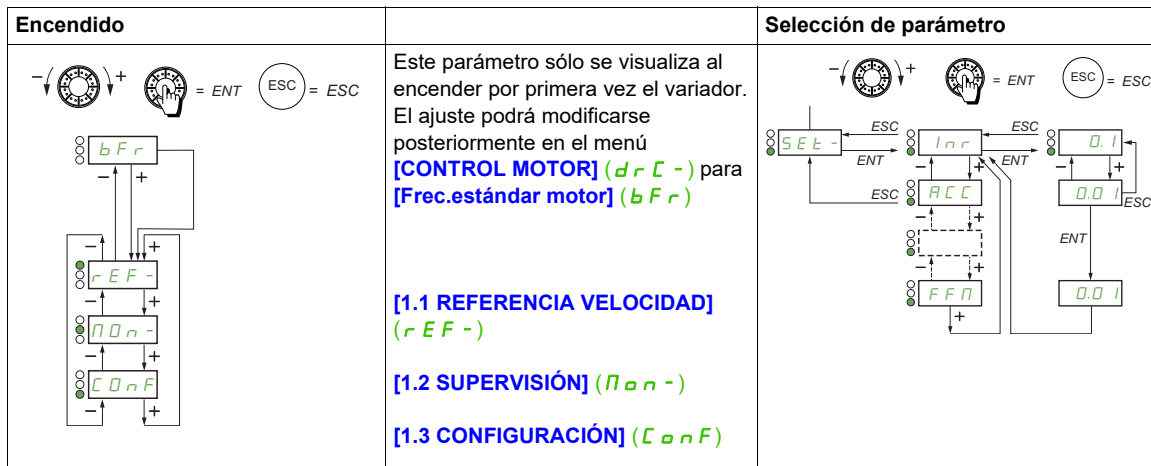 Encendido
Selección de parámetro
- + = ENT ESC = ESC
bFr
- +
- +
rEF-
- +
MOn-
- +
COnF
- +
Este parámetro sólo se visualiza al
encender por primera vez el variador.
El ajuste podrá modificarse
posteriormente en el menú
[CONTROL MOTOR] (drC-) para
[Frec.estándar motor] (bFr)
[1.1 REFERENCIA VELOCIDAD]
(rEF-)
[1.2 SUPERVISIÓN] (Mon-)
[1.3 CONFIGURACIÓN] (ConF)
- + = ENT ESC = ESC
ESC ESC
SEt- Inr 0.1
ENT ENT
- + - +
ESC ACC 0.01 ESC
- +
ENT
- +
FFM 0.01
+